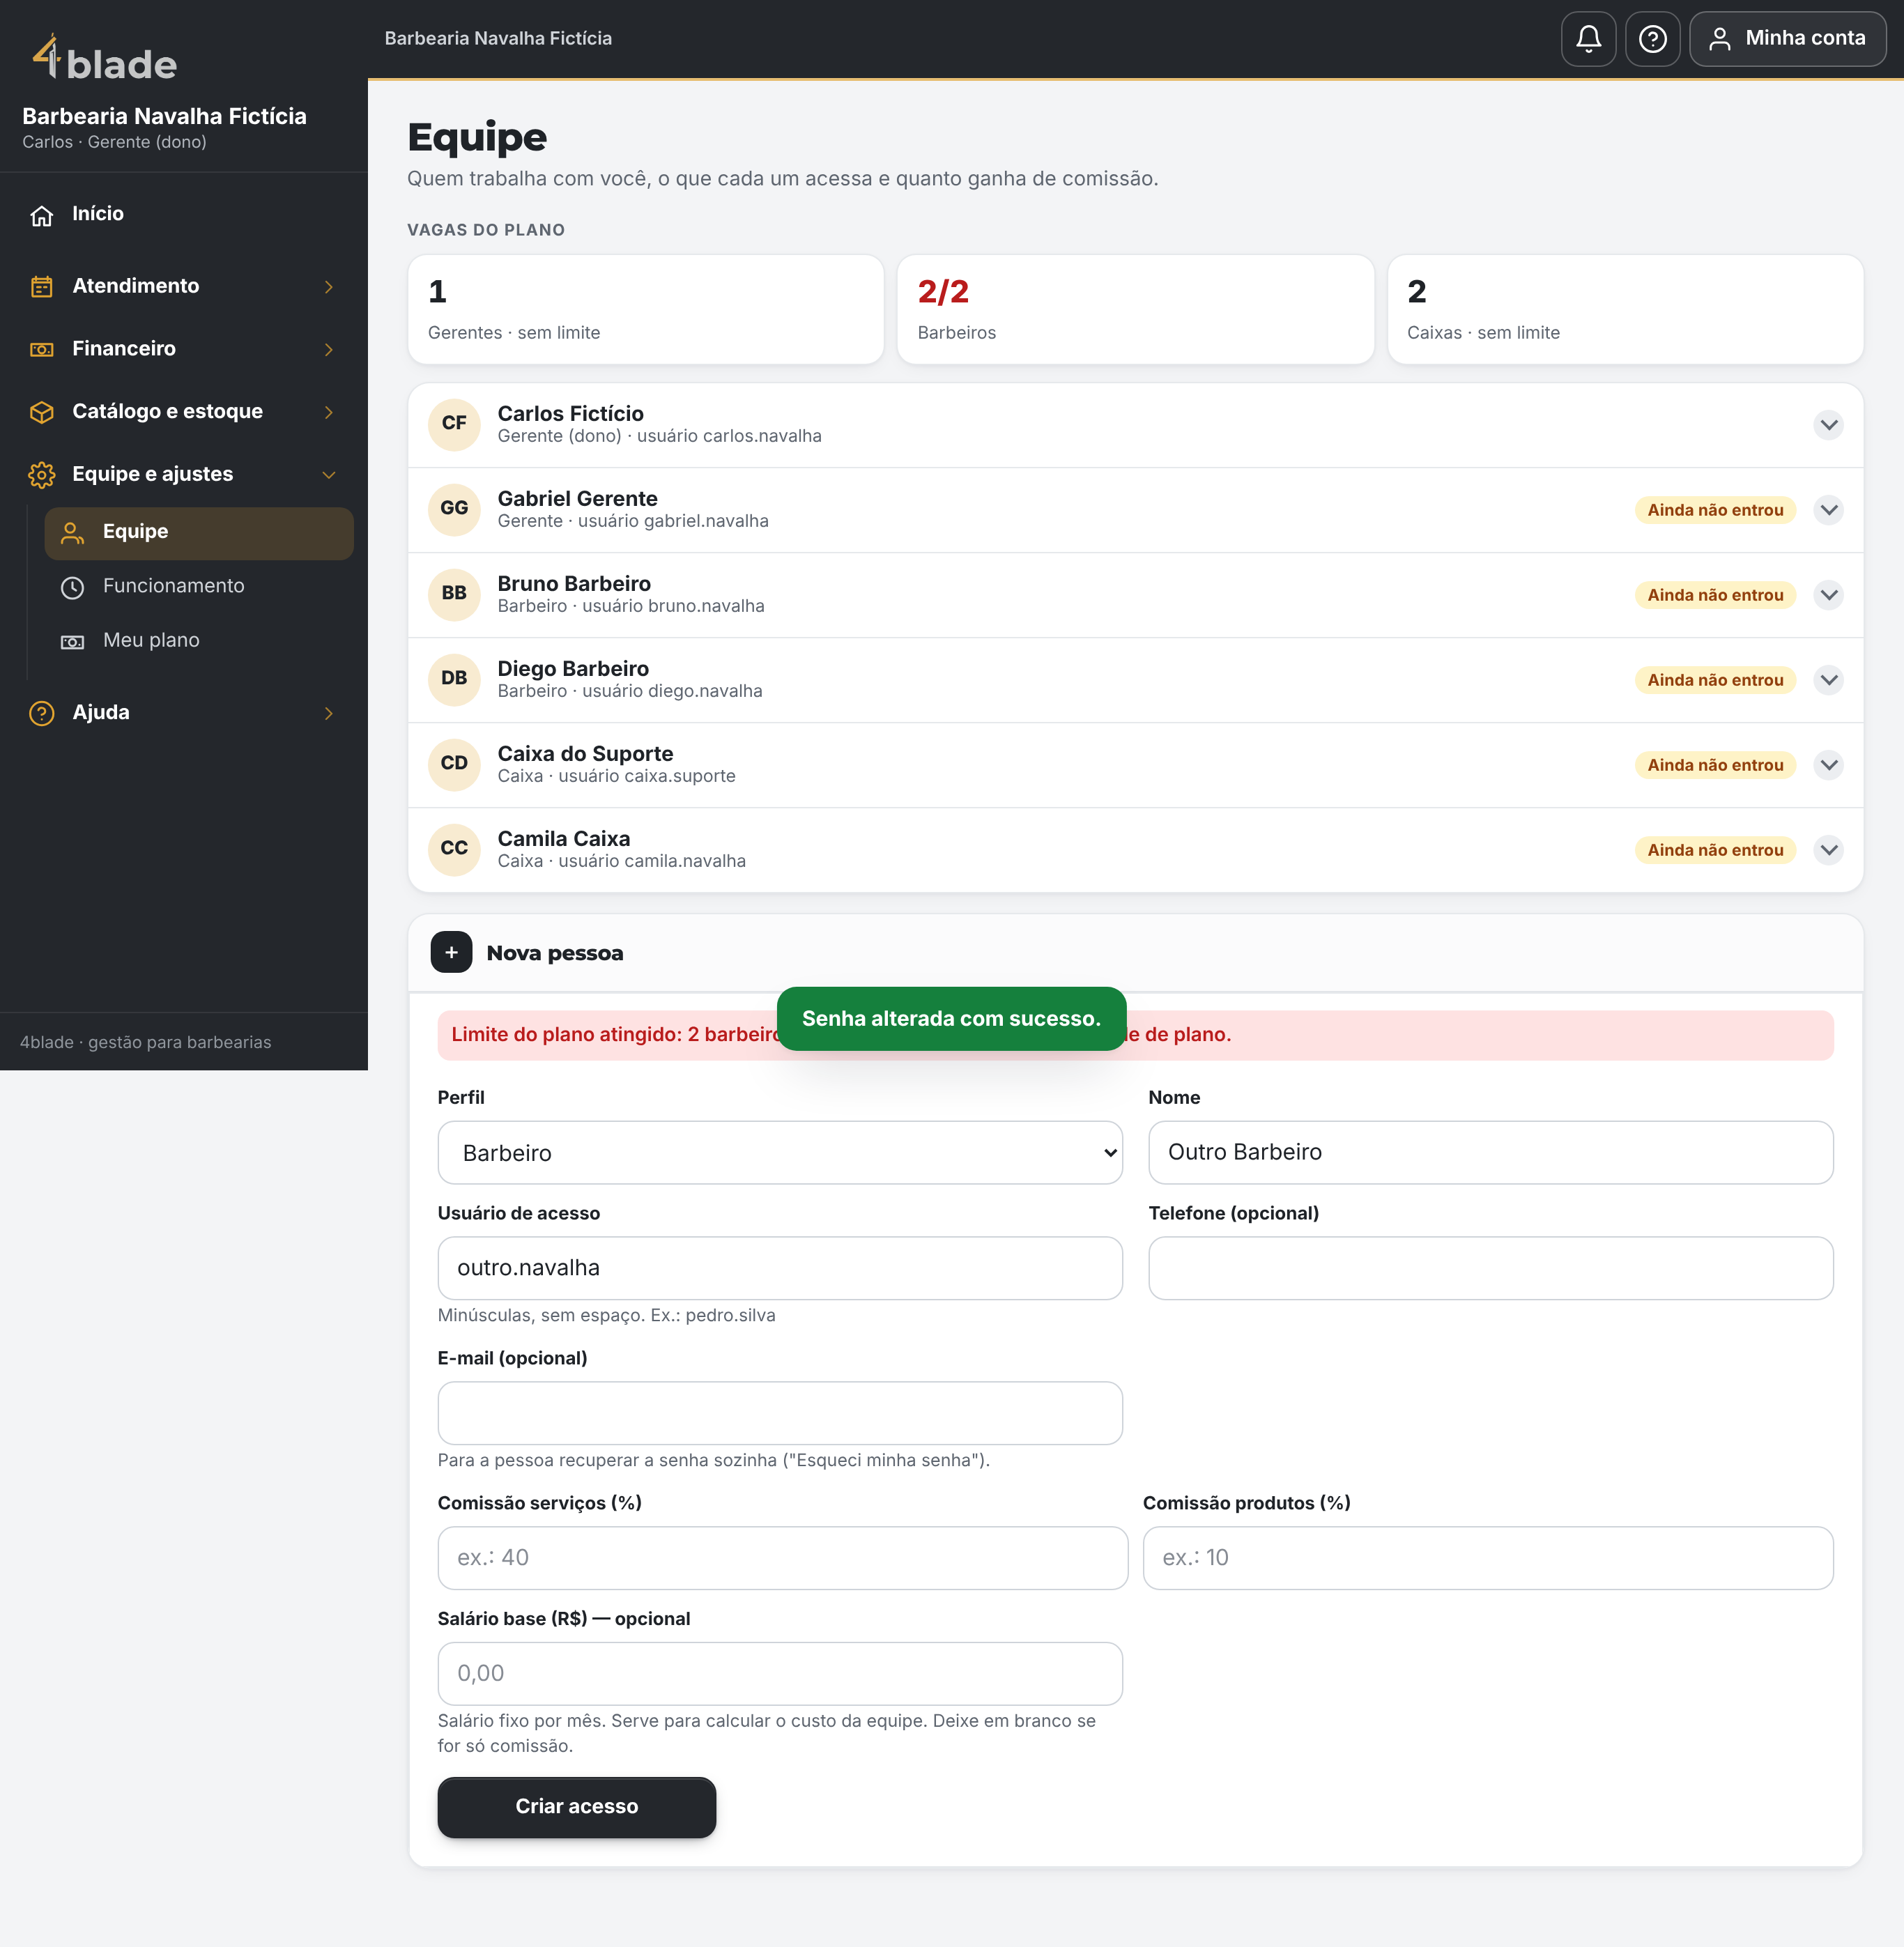 4blade
Barbearia Navalha Fictícia
Carlos · Gerente (dono)
Início
Atendimento
Financeiro
Catálogo e estoque
Equipe e ajustes
Equipe
Funcionamento
Meu plano
Ajuda
4blade · gestão para barbearias
Barbearia Navalha Fictícia
Minha conta
Equipe
Quem trabalha com você, o que cada um acessa e quanto ganha de comissão.
VAGAS DO PLANO
1
Gerentes · sem limite
2/2
Barbeiros
2
Caixas · sem limite
CF
Carlos Fictício
Gerente (dono) · usuário carlos.navalha
GG
Gabriel Gerente
Gerente · usuário gabriel.navalha
Ainda não entrou
BB
Bruno Barbeiro
Barbeiro · usuário bruno.navalha
Ainda não entrou
DB
Diego Barbeiro
Barbeiro · usuário diego.navalha
Ainda não entrou
CD
Caixa do Suporte
Caixa · usuário caixa.suporte
Ainda não entrou
CC
Camila Caixa
Caixa · usuário camila.navalha
Ainda não entrou
+ Nova pessoa
Senha alterada com sucesso.
Limite do plano atingido: 2 de plano.
Perfil
Barbeiro
Nome
Outro Barbeiro
Usuário de acesso
outro.navalha
Minúsculas, sem espaço. Ex.: pedro.silva
Telefone (opcional)
E-mail (opcional)
Para a pessoa recuperar a senha sozinha ("Esqueci minha senha").
Comissão serviços (%)
ex.: 40
Comissão produtos (%)
ex.: 10
Salário base (R$) — opcional
0,00
Salário fixo por mês. Serve para calcular o custo da equipe. Deixe em branco se
for só comissão.
Criar acesso